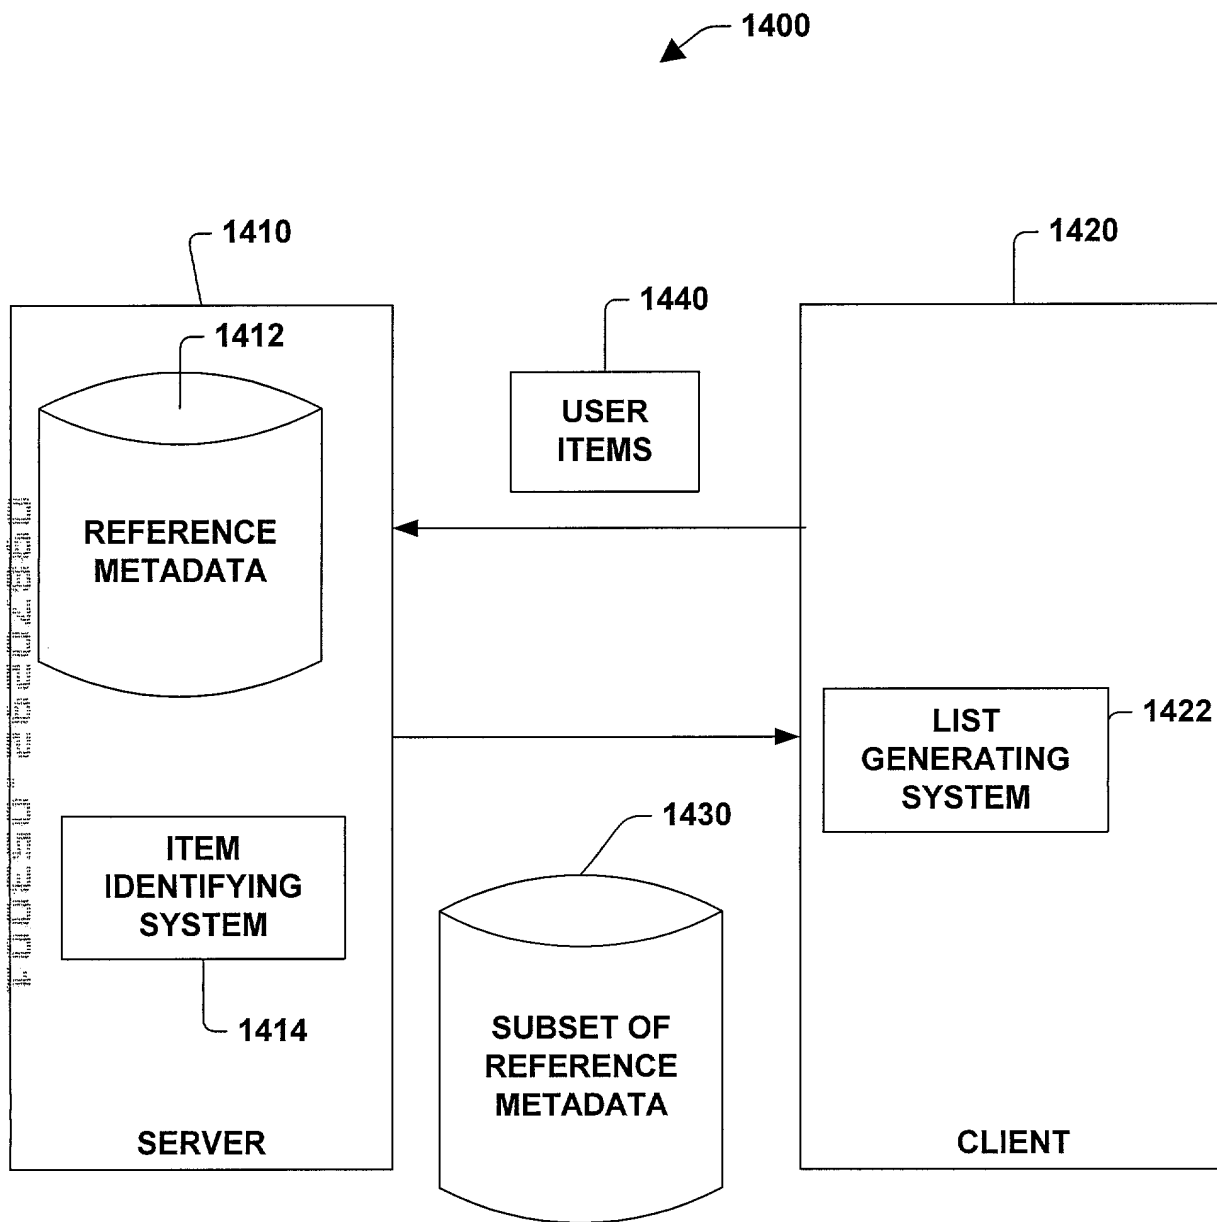 1400
1410
1420
1440
1412
USER
ITEMS
REFERENCE
METADATA
LIST
GENERATING
SYSTEM
1422
1430
ITEM
IDENTIFYING
SYSTEM
1414
SUBSET OF
REFERENCE
METADATA
SERVER
CLIENT